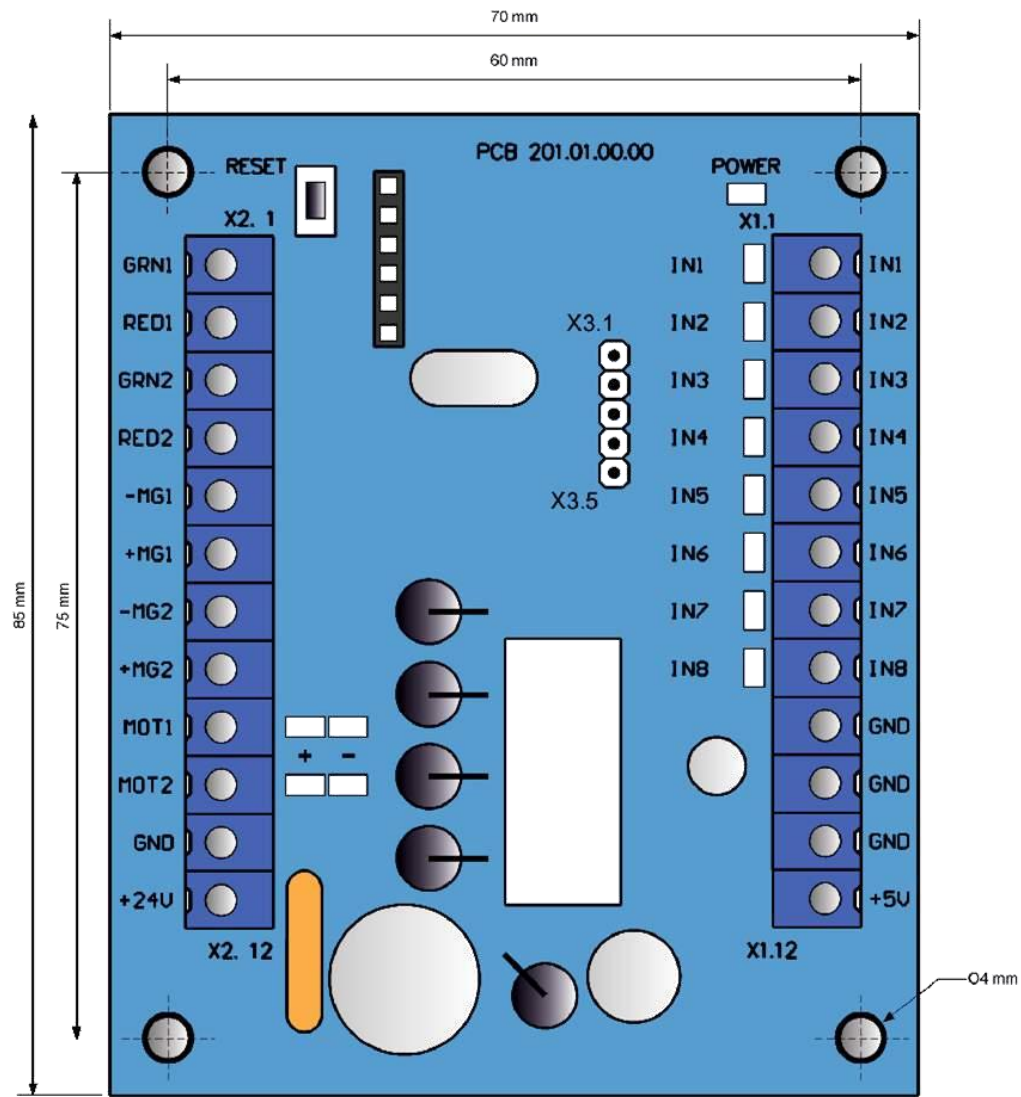 70 mm
60 mm
PCB 201.01.00.00
RESET
POWER
X2. 1
X1.1
GRN1
IN1
IN1
RED1
IN2
IN2
X3.1
GRN2
IN3
IN3
RED2
IN4
IN4
-MG1
IN5
IN5
X3.5
+MG1
IN6
IN6
-MG2
IN7
IN7
+MG2
IN8
IN8
MOT1
GND
+ -
MOT2
GND
GND
GND
+24V
+5V
X2. 12
X1.12
O4 mm
85 mm
75 mm